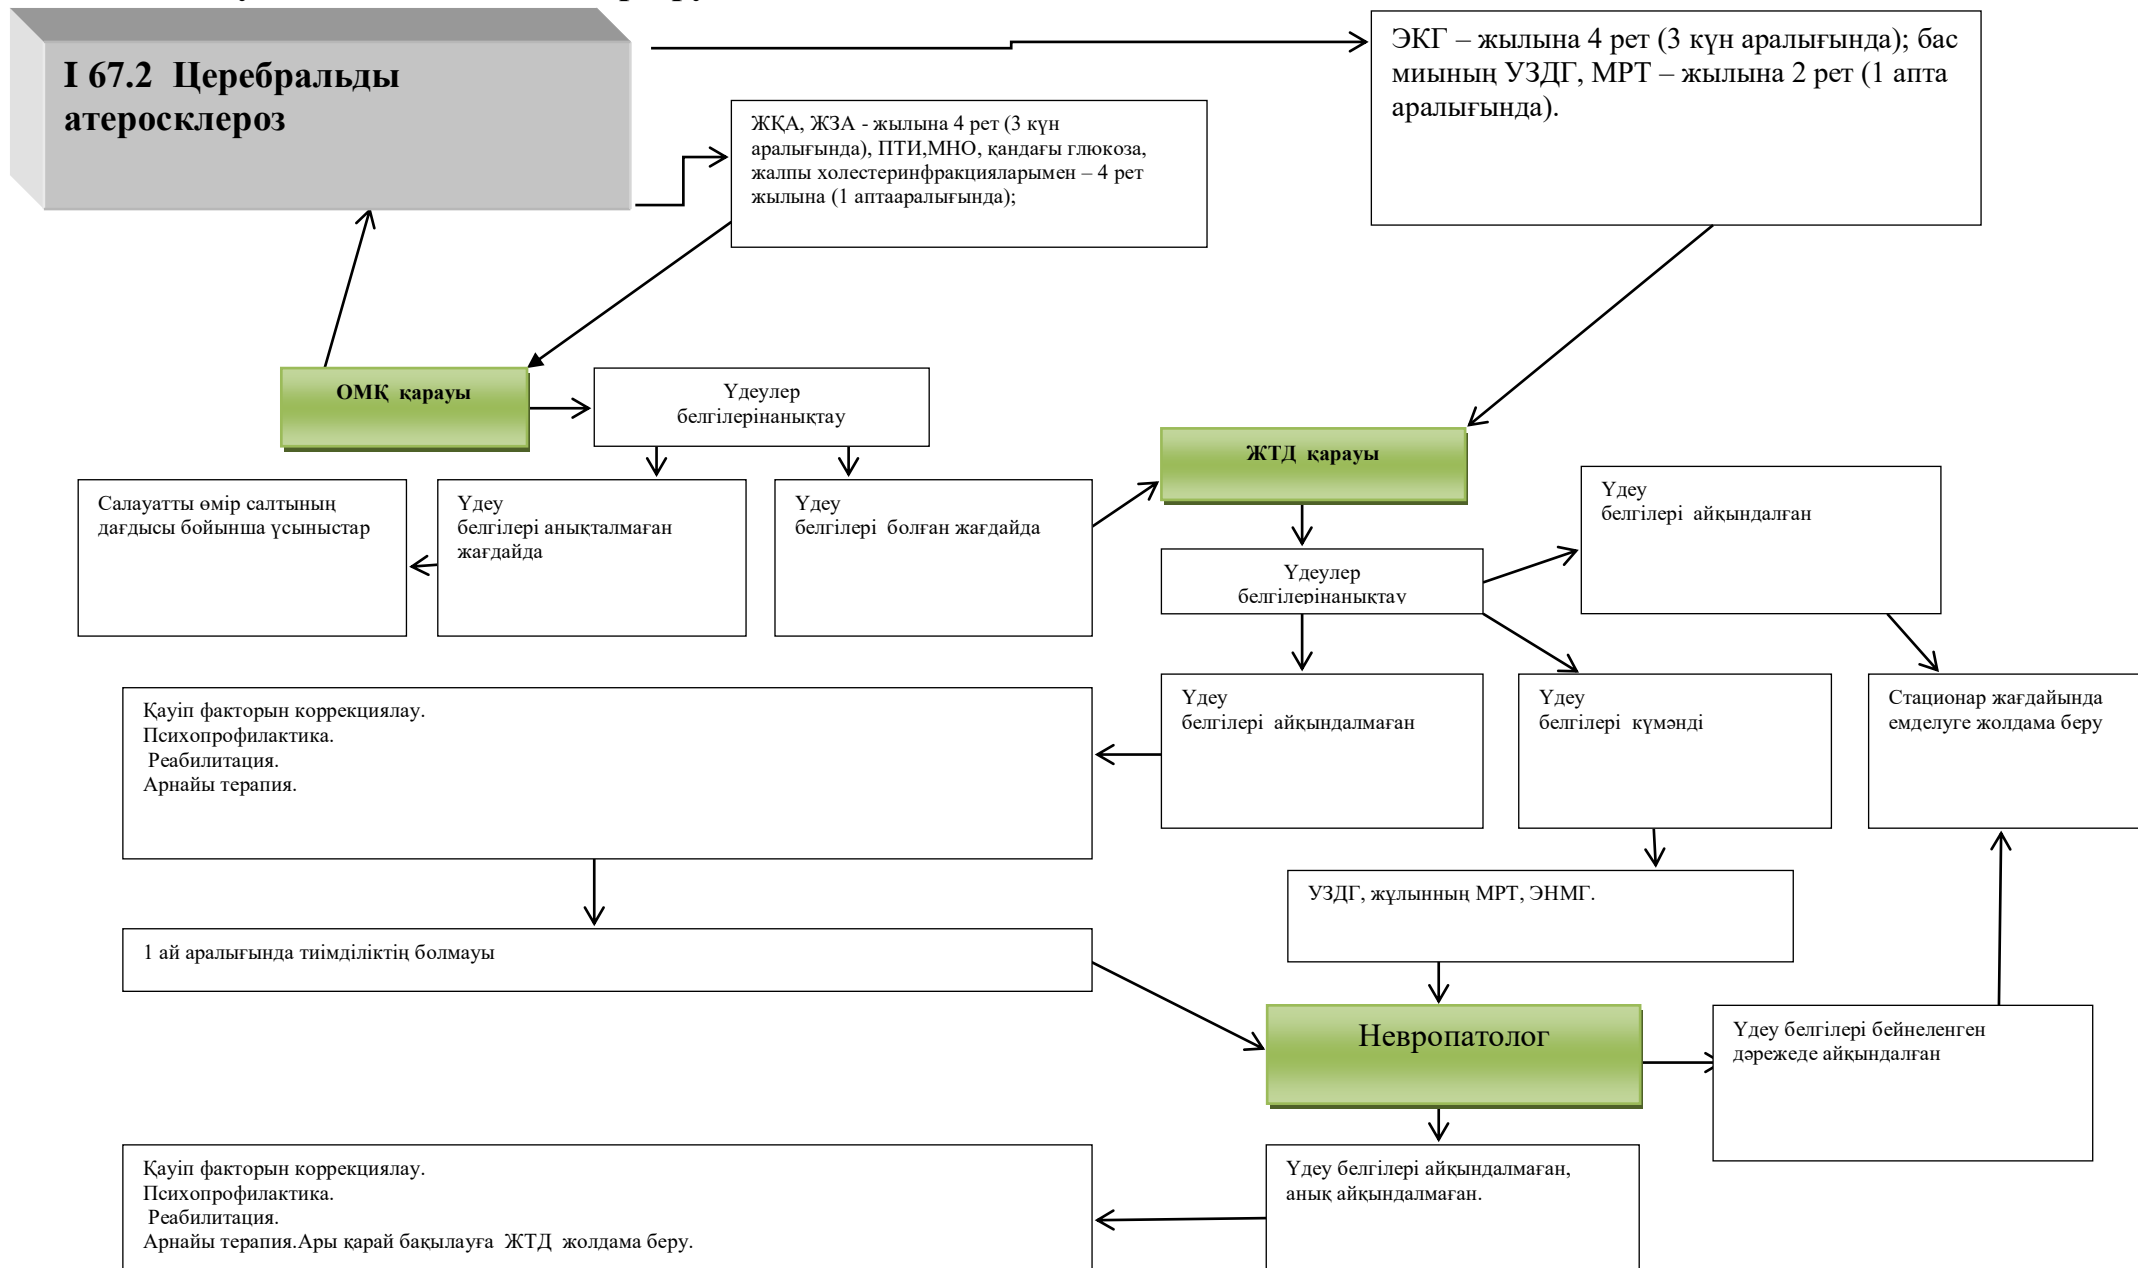 І 67.2 Церебральды
атеросклероз
ЭКГ – жылына 4 рет (3 күн аралығында); бас
миының УЗДГ, МРТ – жылына 2 рет (1 апта
аралығында).
ЖҚА, ЖЗА - жылына 4 рет (3 күн
аралығында), ПТИ,МНО, қандағы глюкоза,
жалпы холестеринфракцияларымен – 4 рет
жылына (1 аптааралығында);
ОМҚ қарауы
Үдеулер
белгілерінанықтау
ЖТД қарауы
Салауатты өмір салтының
дағдысы бойынша үсыныстар
Үдеу
белгілері анықталмаған
жағдайда
Үдеу
белгілері болған жағдайда
Үдеу
белгілері айқындалған
Үдеулер
белгілерінанықтау
Қауіп факторын коррекциялау.
Психопрофилактика.
Реабилитация.
Арнайы терапия.
Үдеу
белгілері айқындалмаған
Үдеу
белгілері күмәнді
Стационар жағдайында
емделуге жолдама беру
УЗДГ, жұлынның МРТ, ЭНМГ.
1 ай аралығында тиімділіктің болмауы
Невропатолог
Үдеу белгілері бейнеленген
дәрежеде айқындалған
Қауіп факторын коррекциялау.
Психопрофилактика.
Реабилитация.
Арнайы терапия.Ары қарай бақылауға ЖТД жолдама беру.
Үдеу белгілері айқындалмаған,
анық айқындалмаған.